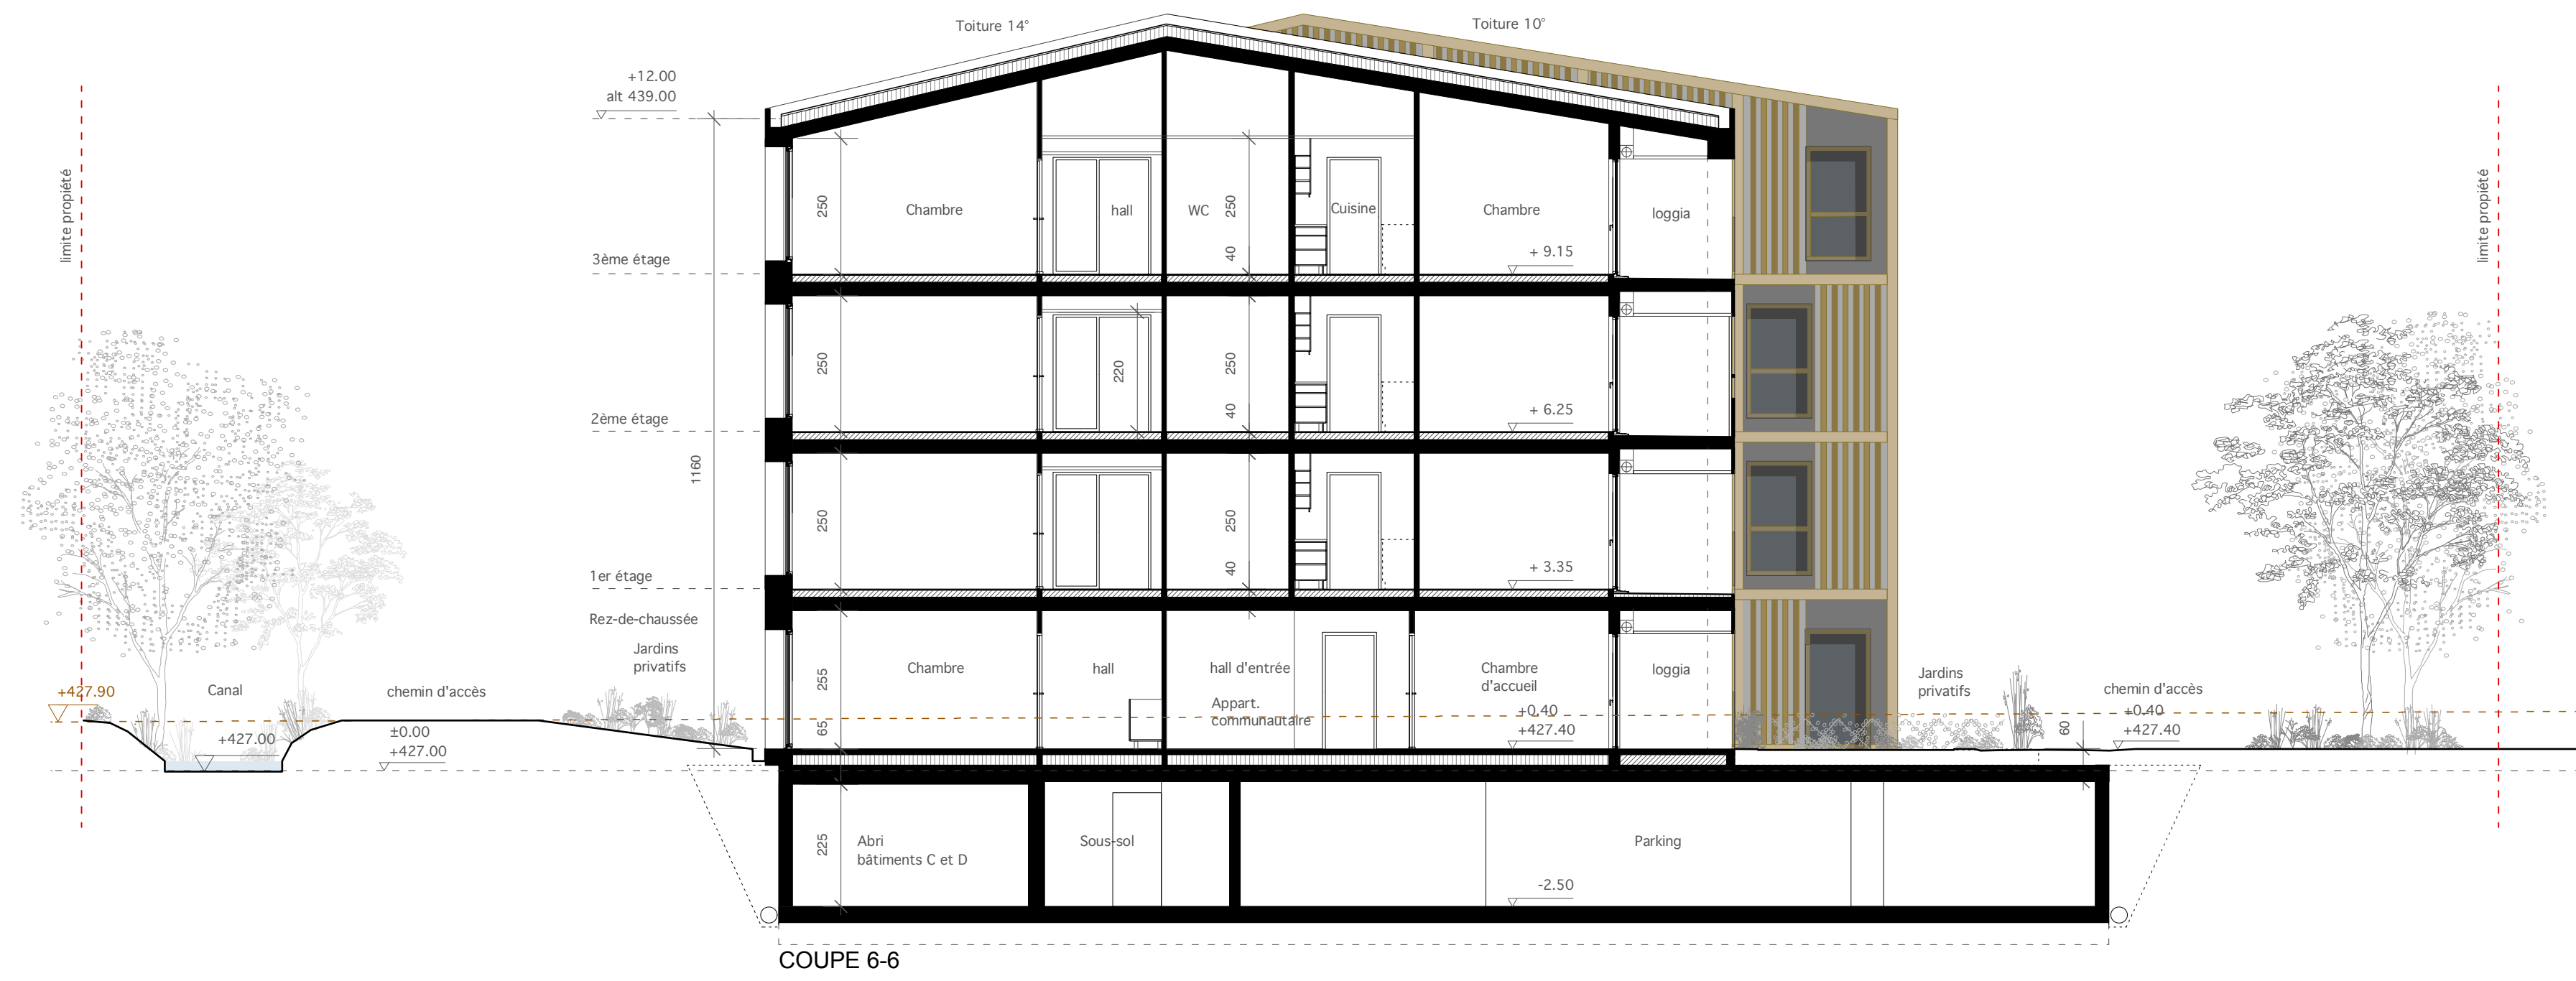 Toiture 14°
Toiture 10°
+12.00
alt 439.00
limite propiété
limite propiété
250
Chambre
hall
WC
250
Cuisine
Chambre
loggia
40
+ 9.15
3ème étage
250
220
250
40
+ 6.25
2ème étage
1160
250
250
40
+ 3.35
1er étage
Rez-de-chaussée
Jardins
privatifs
255
Chambre
hall
hall d'entrée
Chambre
d'accueil
loggia
Jardins
privatifs
+427.90
Canal
chemin d'accès
chemin d'accès
Appart.
communautaire
65
+0.40
+427.40
60
+0.40
+427.40
+427.00
±0.00
+427.00
225
Abri
bâtiments C et D
Sous-sol
Parking
-2.50
COUPE 6-6